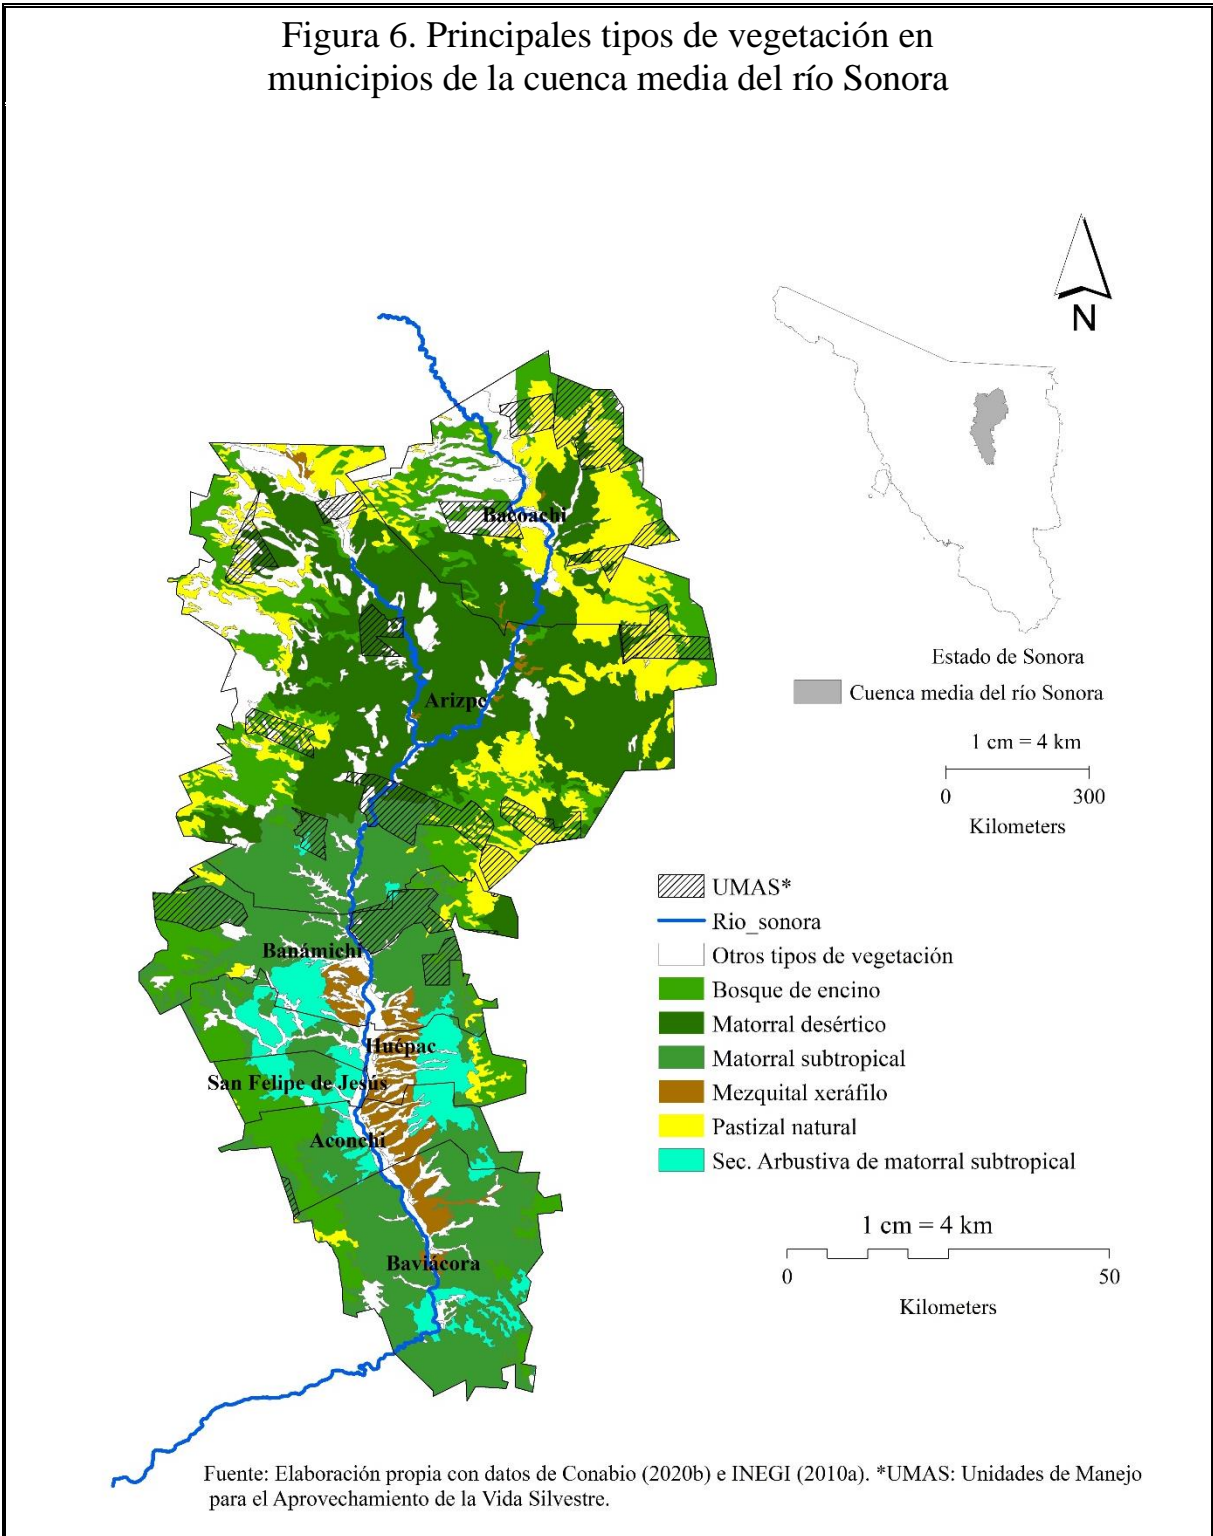 Figura 6. Principales tipos de vegetación en
municipios de la cuenca media del río Sonora
N
Bacoachi
Arizpe
Banámichi
Huépac
San Felipe de Jesús
Aconchi
Baviácora
Estado de Sonora
Cuenca media del río Sonora
1 cm = 4 km
0 300
Kilometers
UMAS*
Rio_sonora
Otros tipos de vegetación
Bosque de encino
Matorral desértico
Matorral subtropical
Mezquital xeráfilo
Pastizal natural
Sec. Arbustiva de matorral subtropical
1 cm = 4 km
0 50
Kilometers
Fuente: Elaboración propia con datos de Conabio (2020b) e INEGI (2010a). *UMAS: Unidades de Manejo
para el Aprovechamiento de la Vida Silvestre.